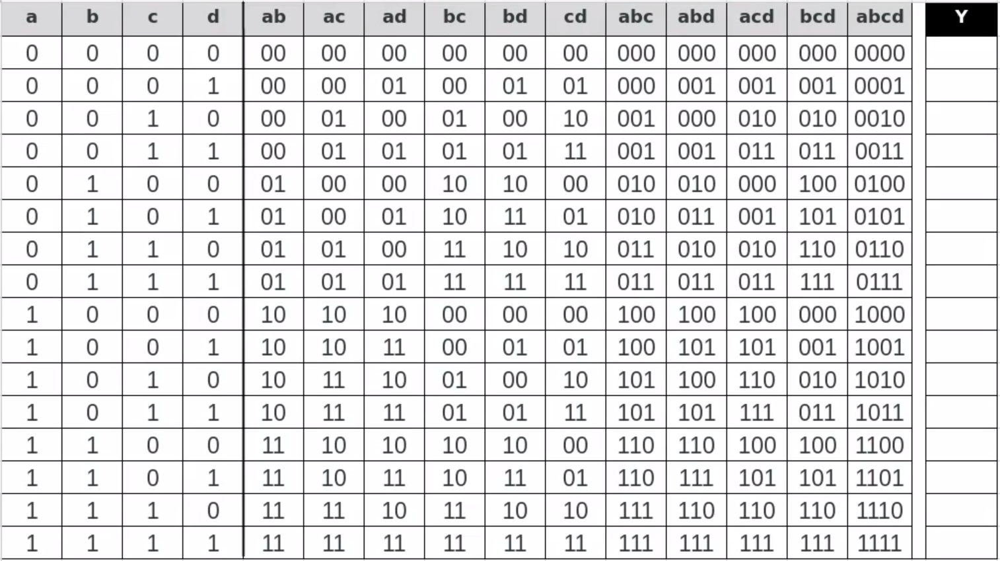 a b c d ab ac ad bc bd cd abc abd acd bcd abcd Y
0 0 0 0 00 00 00 00 00 00 000 000 000 000 0000
0 0 0 1 00 00 01 00 01 01 000 001 001 001 0001
0 0 1 0 00 01 00 01 00 10 001 000 010 010 0010
0 0 1 1 00 01 01 01 01 11 001 001 011 011 0011
0 1 0 0 01 00 00 10 10 00 010 010 000 100 0100
0 1 0 1 01 00 01 10 11 01 010 011 001 101 0101
0 1 1 0 01 01 00 11 10 10 011 010 010 110 0110
0 1 1 1 01 01 01 11 11 11 011 011 011 111 0111
1 0 0 0 10 10 10 00 00 00 100 100 100 000 1000
1 0 0 1 10 10 11 00 01 01 100 101 101 001 1001
1 0 1 0 10 11 10 01 00 10 101 100 110 010 1010
1 0 1 1 10 11 11 01 01 11 101 101 111 011 1011
1 1 0 0 11 10 10 10 10 00 110 110 100 100 1100
1 1 0 1 11 10 11 10 11 01 110 111 101 101 1101
1 1 1 0 11 11 10 11 10 10 111 110 110 110 1110
1 1 1 1 11 11 11 11 11 11 111 111 111 111 1111